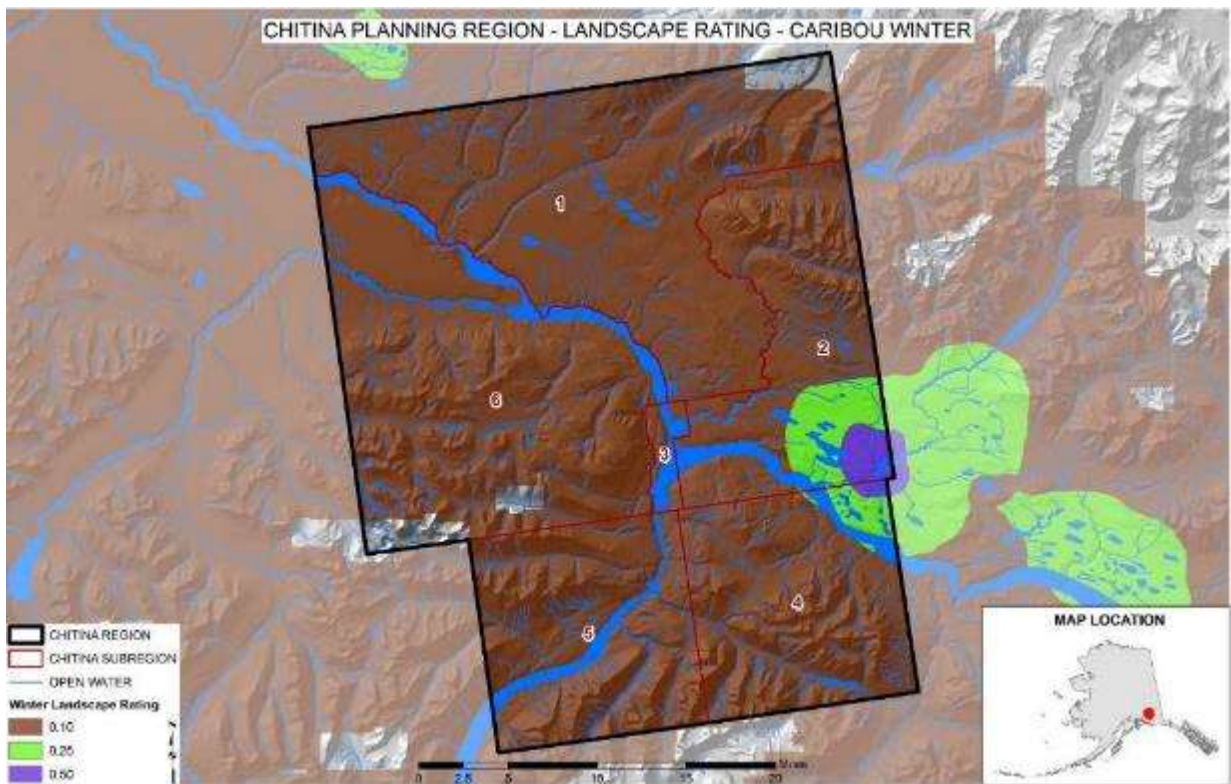 CHITINA PLANNING REGION - LANDSCAPE RATING - CARIBOU WINTER
1
2
6
3
4
5
CHITINA REGION
CHITINA SUBREGION
OPEN WATER
Winter Landscape Rating
0.10
0.25
0.50
Miles
0 2.5 5 10 15 20
MAP LOCATION